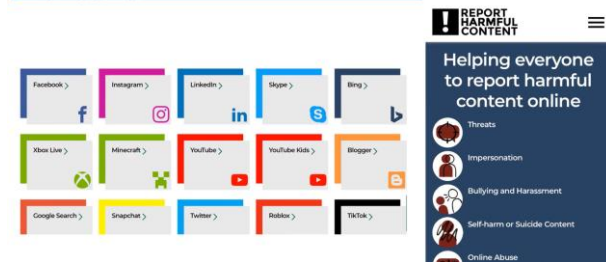 Facebook >
Instagram >
LinkedIn >
Skype >
Bing >
Xbox Live >
Minecraft >
YouTube >
YouTube Kids >
Blogger >
Google Search >
Snapchat >
Twitter >
Roblox >
TikTok >
REPORT
HARMFUL
CONTENT
Helping everyone
to report harmful
content online
Threats
Impersonation
Bullying and Harassment
Self-harm or Suicide Content
Online Abuse